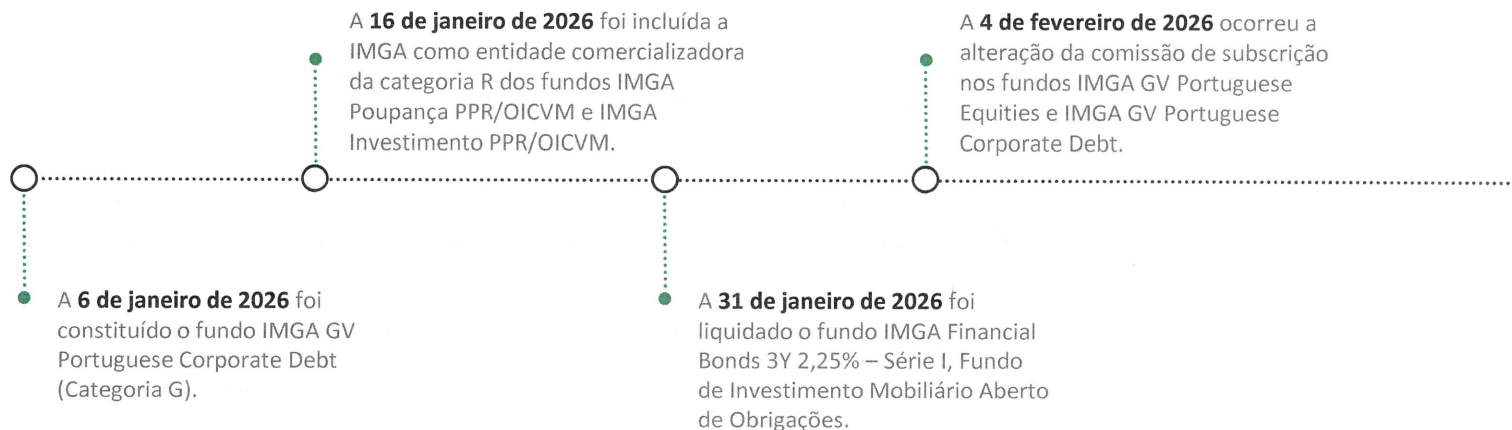 A 16 de janeiro de 2026 foi incluída a
IMGA como entidade comercializadora
da categoria R dos fundos IMGA
Poupança PPR/OICVM e IMGA
Investimento PPR/OICVM.
A 4 de fevereiro de 2026 ocorreu a
alteração da comissão de subscrição
nos fundos IMGA GV Portuguese
Equities e IMGA GV Portuguese
Corporate Debt.
A 6 de janeiro de 2026 foi
constituído o fundo IMGA GV
Portuguese Corporate Debt
(Categoria G).
A 31 de janeiro de 2026 foi
liquidado o fundo IMGA Financial
Bonds 3Y 2,25% – Série I, Fundo
de Investimento Mobiliário Aberto
de Obrigações.